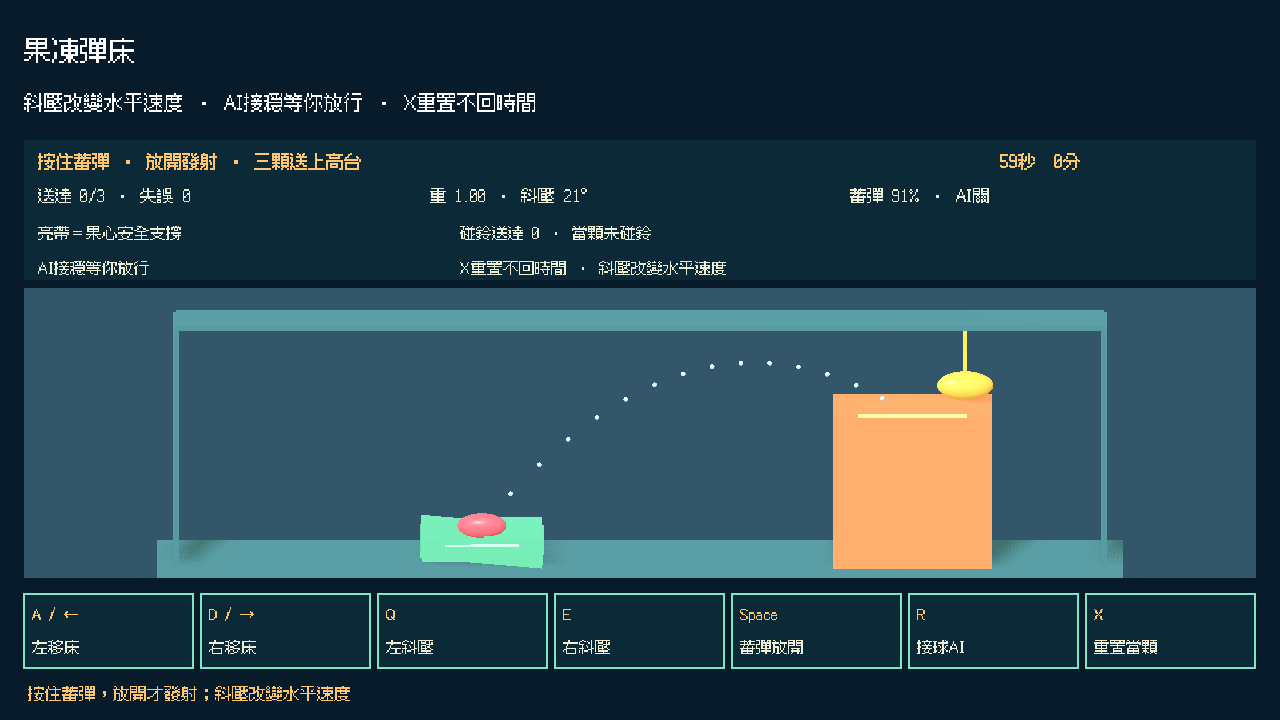 果凍彈床
斜壓改變水平速度 · AI接穩等你放行 · X重置不回時間
按住蓄彈 · 放開發射 · 三顆送上高台
59秒 0分
送達 0/3 · 失誤 0
重 1.00 · 斜壓 21°
蓄彈 91% · AI關
亮帶=果心安全支撐
碰鈴送達 0 · 當顆未碰鈴
AI接穩等你放行
X重置不回時間 · 斜壓改變水平速度
A / ←
左移床
D / →
右移床
Q
左斜壓
E
右斜壓
Space
蓄彈放開
R
接球AI
X
重置當顆
按住蓄彈，放開才發射；斜壓改變水平速度